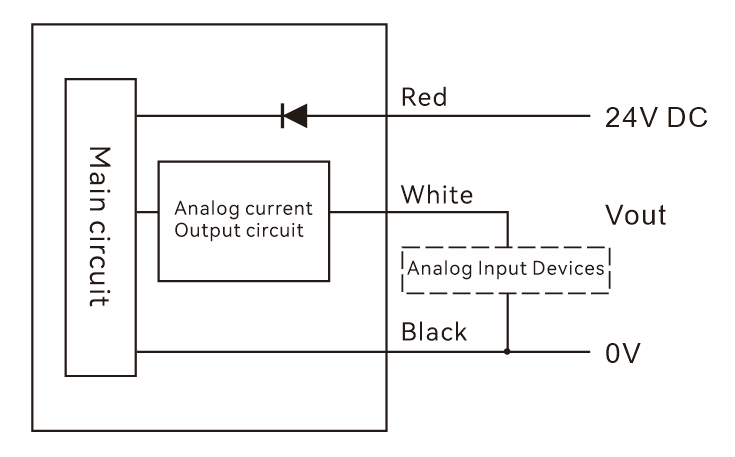 Red
24V DC
Main circuit
Analog current
Output circuit
White
Vout
Analog Input Devices
Black
0V